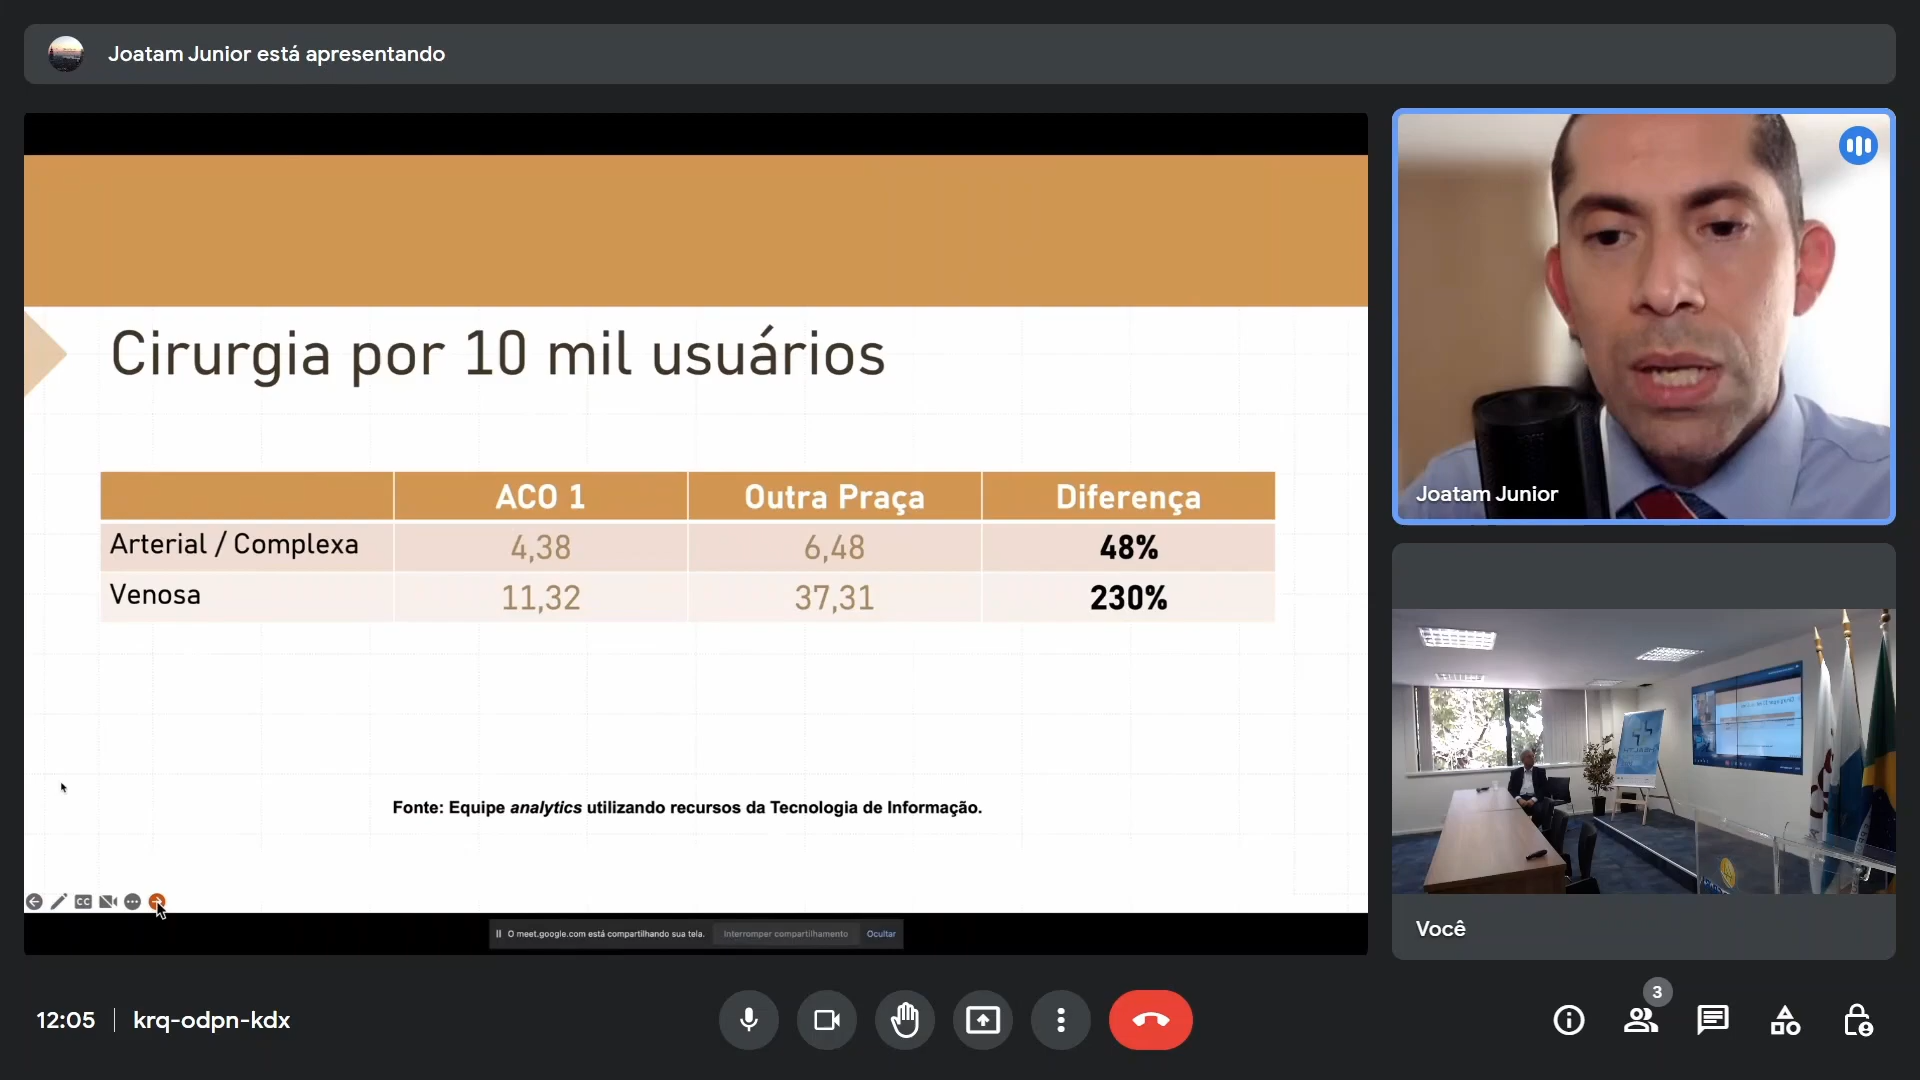 Joatam Junior está apresentando
Cirurgia por 10 mil usuários
ACO 1 Outra Praça Diferença
Arterial / Complexa 4,38 6,48 48%
Venosa 11,32 37,31 230%
Fonte: Equipe analytics utilizando recursos da Tecnologia de Informação.
CC
O meet.google.com está compartilhando sua tela. Interromper compartilhamento Ocultar
Joatam Junior
Você
12:05 krq-odpn-kdx
3